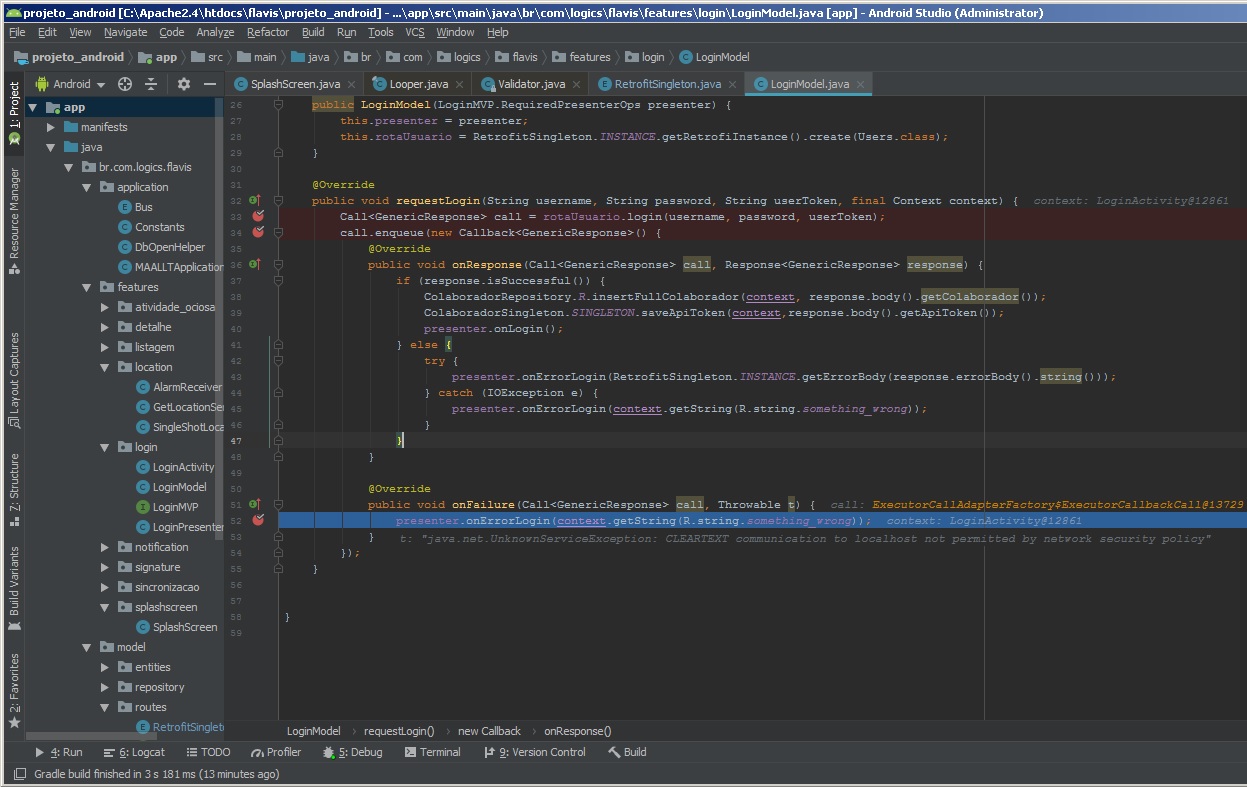 projeto_android [C:\Apache2.4\htdocs\flavis\projeto_android] - ...\app\src\main\java\br\com\logics\flavis\features\login\LoginModel.java [app] - Android Studio (Administrator)
File Edit View Navigate Code Analyze Refactor Build Run Tools VCS Window Help
projeto_android app src main java br com logics flavis features login LoginModel
Android SplashScreen.java Looper.java Validator.java RetrofitSingleton.java LoginModel.java
1: Project
Resource Manager
Layout Captures
7: Structure
Build Variants
2: Favorites
app
manifests
java
br.com.logics.flavis
application
Bus
Constants
DbOpenHelper
MAALLTApplication
features
atividade_ociosa
detalhe
listagem
location
AlarmReceiver
GetLocationSe
SingleShotLoca
login
LoginActivity
LoginModel
LoginMVP
LoginPresenter
notification
signature
sincronizacao
splashscreen
SplashScreen
model
entities
repository
routes
RetrofitSinglet
26 public LoginModel(LoginMVP.RequiredPresenterOps presenter) {
27 this.presenter = presenter;
28 this.rotaUsuario = RetrofitSingleton.INSTANCE.getRetrofiInstance().create(Users.class);
29 }
30
31 @Override
32 public void requestLogin(String username, String password, String userToken, final Context context) { context: LoginActivity@12861
33 Call<GenericResponse> call = rotaUsuario.login(username, password, userToken);
34 call.enqueue(new Callback<GenericResponse>() {
35 @Override
36 public void onResponse(Call<GenericResponse> call, Response<GenericResponse> response) {
37 if (response.isSuccessful()) {
38 ColaboradorRepository.R.insertFullColaborador(context, response.body().getColaborador());
39 ColaboradorSingleton.SINGLETON.saveApiToken(context,response.body().getApiToken());
40 presenter.onLogin();
41 } else {
42 try {
43 presenter.onErrorLogin(RetrofitSingleton.INSTANCE.getErrorBody(response.errorBody().string()));
44 } catch (IOException e) {
45 presenter.onErrorLogin(context.getString(R.string.something_wrong));
46 }
47 }
48 }
49
50 @Override
51 public void onFailure(Call<GenericResponse> call, Throwable t) { call: ExecutorCallAdapterFactory$ExecutorCallbackCall@13729
52 presenter.onErrorLogin(context.getString(R.string.something_wrong)); context: LoginActivity@12861
53 } t: "java.net.UnknownServiceException: CLEARTEXT communication to localhost not permitted by network security policy"
54 });
55 }
56
57
58 }
59
LoginModel requestLogin() new Callback onResponse()
4: Run 6: Logcat TODO Profiler 5: Debug Terminal 9: Version Control Build
Gradle build finished in 3 s 181 ms (13 minutes ago)